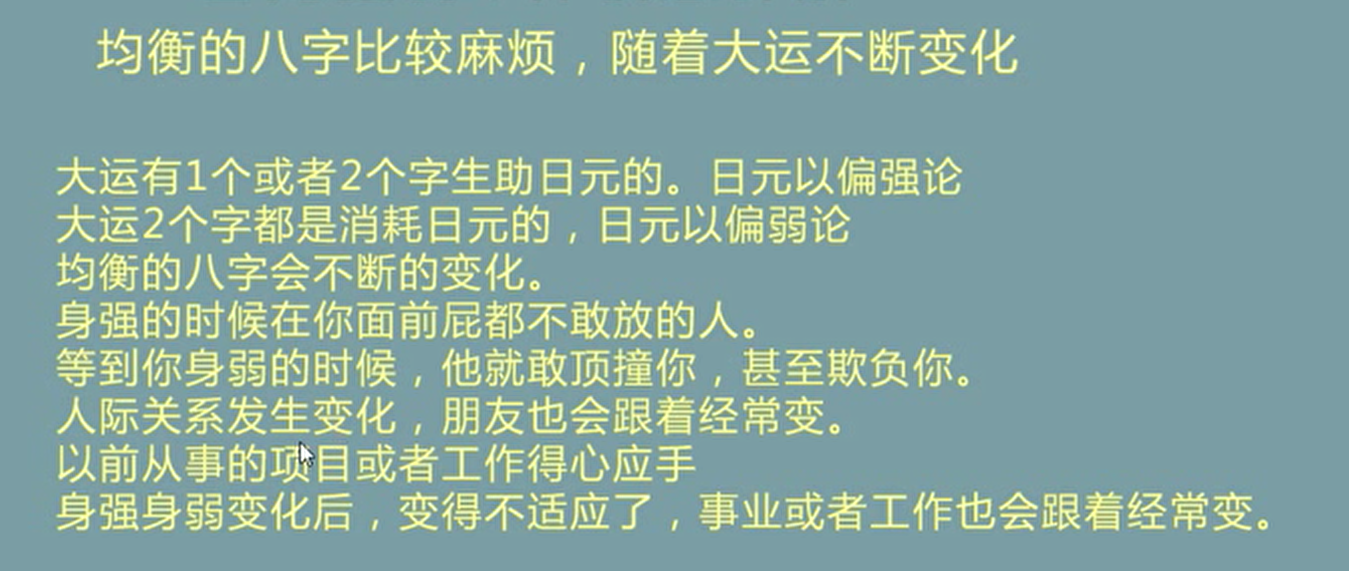 均衡的八字比较麻烦，随着大运不断变化
大运有1个或者2个字生助日元的。日元以偏强论
大运2个字都是消耗日元的，日元以偏弱论
均衡的八字会不断的变化。
身强的时候在你面前屁都不敢放的人。
等到你身弱的时候，他就敢顶撞你，甚至欺负你。
人际关系发生变化，朋友也会跟着经常变。
以前从事的项目或者工作得心应手
身强身弱变化后，变得不适应了，事业或者工作也会跟着经常变。